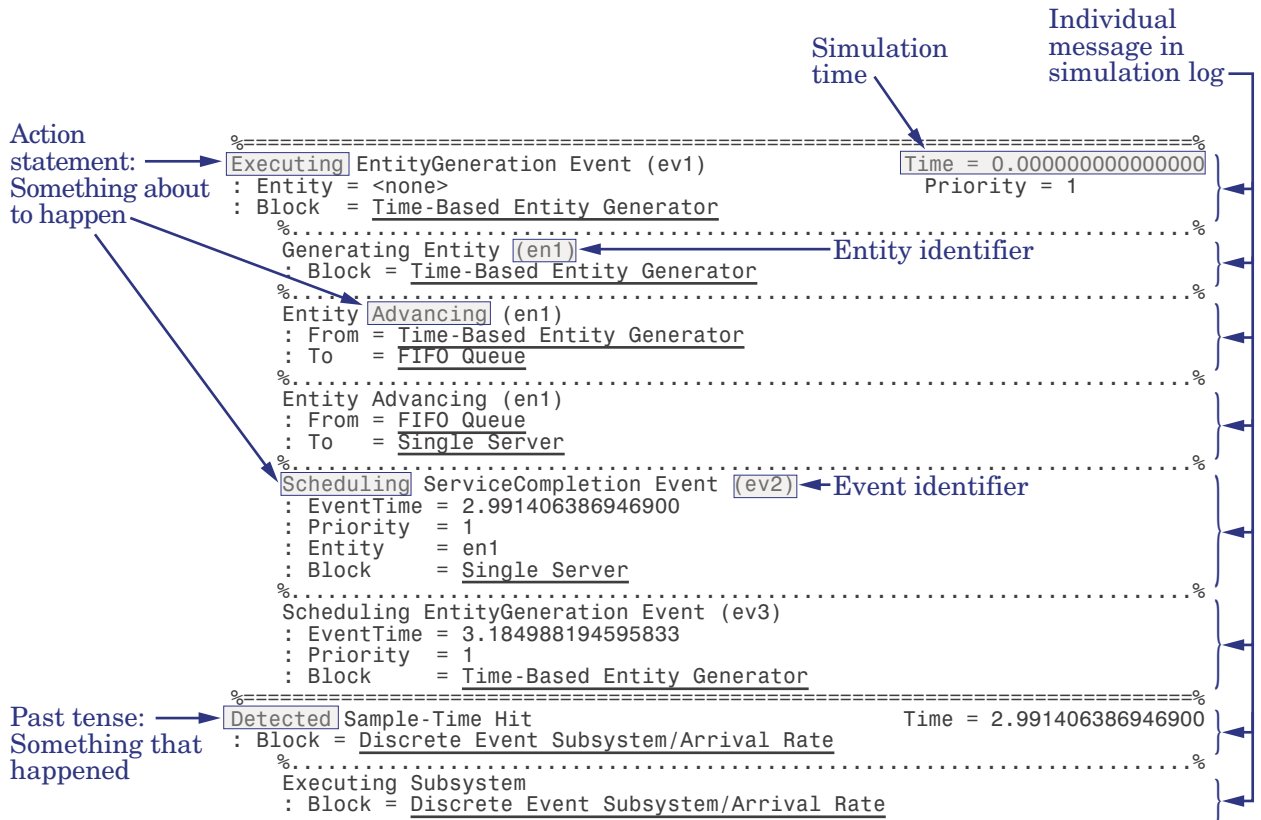 Individual
message in
simulation log
Simulation
time
Action
statement:
Something about
to happen
%==============================================================================%
Executing EntityGeneration Event (ev1) Time = 0.000000000000000
: Entity = <none> Priority = 1
: Block = Time-Based Entity Generator
%..............................................................................%
Generating Entity (en1) Entity identifier
: Block = Time-Based Entity Generator
%..............................................................................%
Entity Advancing (en1)
: From = Time-Based Entity Generator
: To = FIFO Queue
%..............................................................................%
Entity Advancing (en1)
: From = FIFO Queue
: To = Single Server
%..............................................................................%
Scheduling ServiceCompletion Event (ev2) Event identifier
: EventTime = 2.991406386946900
: Priority = 1
: Entity = en1
: Block = Single Server
%..............................................................................%
Scheduling EntityGeneration Event (ev3)
: EventTime = 3.184988194595833
: Priority = 1
: Block = Time-Based Entity Generator
%==============================================================================%
Past tense:
Something that
happened
Detected Sample-Time Hit Time = 2.991406386946900
: Block = Discrete Event Subsystem/Arrival Rate
%..............................................................................%
Executing Subsystem
: Block = Discrete Event Subsystem/Arrival Rate